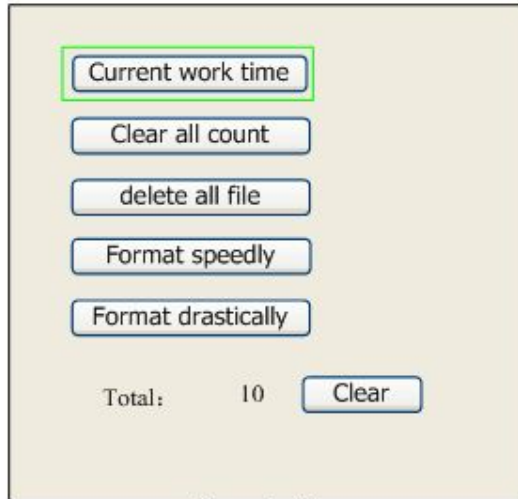 Current work time
Clear all count
delete all file
Format speedly
Format drastically
Total： 10 Clear